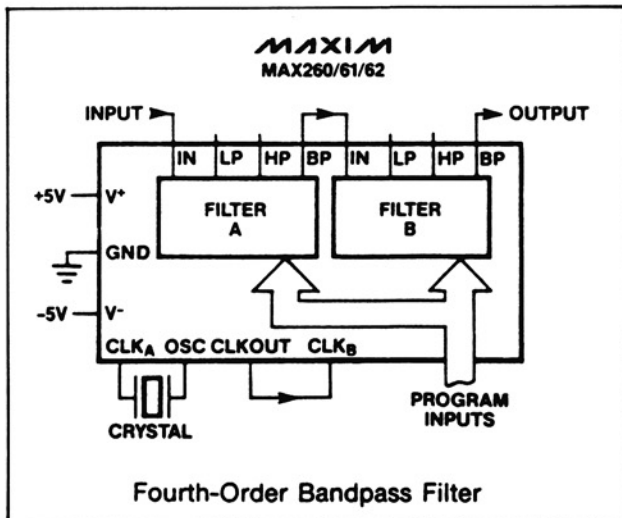 MAXIM
MAX260/61/62
INPUT OUTPUT
IN LP HP BP IN LP HP BP
+5V V+ FILTER A FILTER B
GND
-5V V-
CLKA OSC CLKOUT CLKB
CRYSTAL PROGRAM INPUTS
Fourth-Order Bandpass Filter